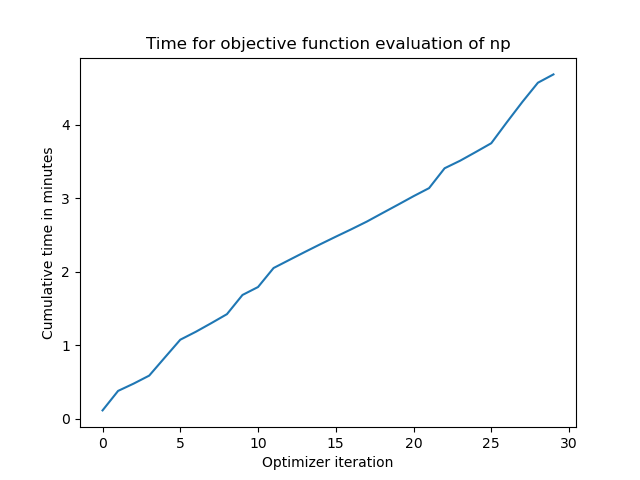 Time for objective function evaluation of np
Cumulative time in minutes
4
3
2
1
0
0 5 10 15 20 25 30
Optimizer iteration